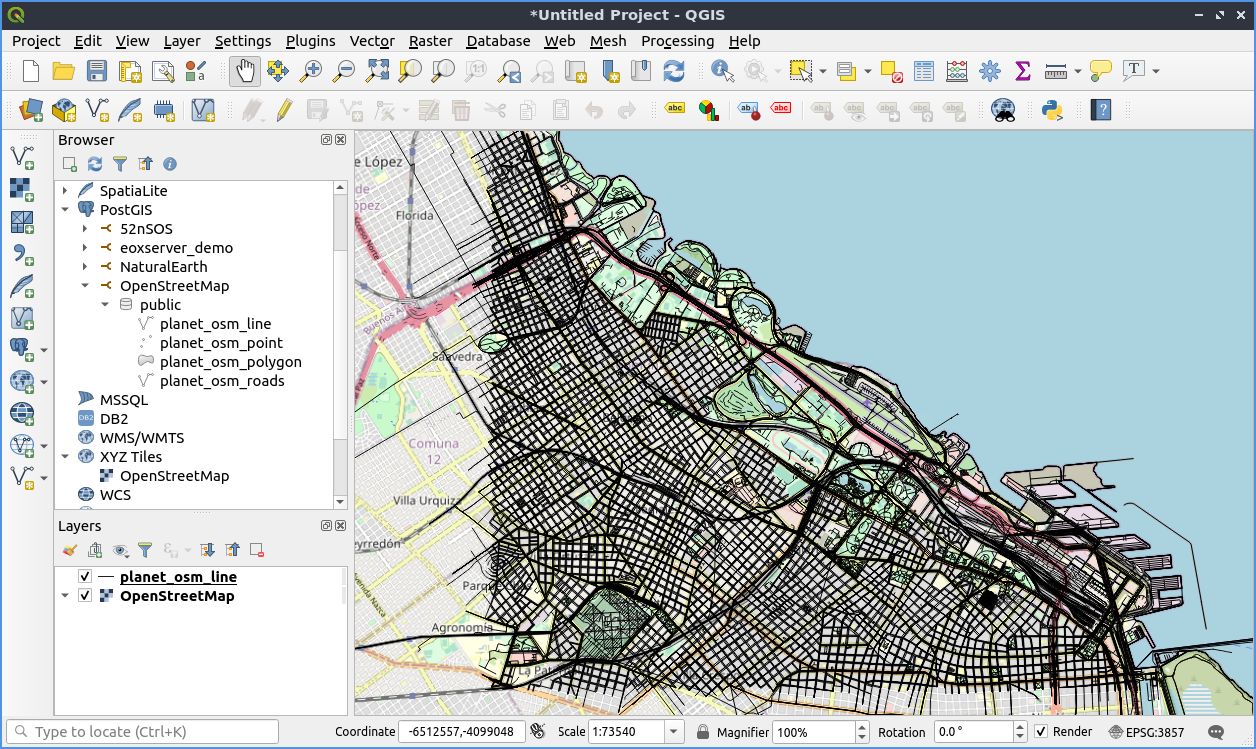 *Untitled Project - QGIS
Project Edit View Layer Settings Plugins Vector Raster Database Web Mesh Processing Help
Browser
SpatiaLite
PostGIS
52nSOS
eoxserver_demo
NaturalEarth
OpenStreetMap
public
planet_osm_line
planet_osm_point
planet_osm_polygon
planet_osm_roads
MSSQL
DB2
WMS/WMTS
XYZ Tiles
OpenStreetMap
WCS
Layers
planet_osm_line
OpenStreetMap
e López
Florida
Saavedra
Comuna
12
Villa Urquiza
eyrredón
Agronomía
La Pat
Type to locate (Ctrl+K)
Coordinate -6512557,-4099048 Scale 1:73540 Magnifier 100% Rotation 0.0 ° Render EPSG:3857